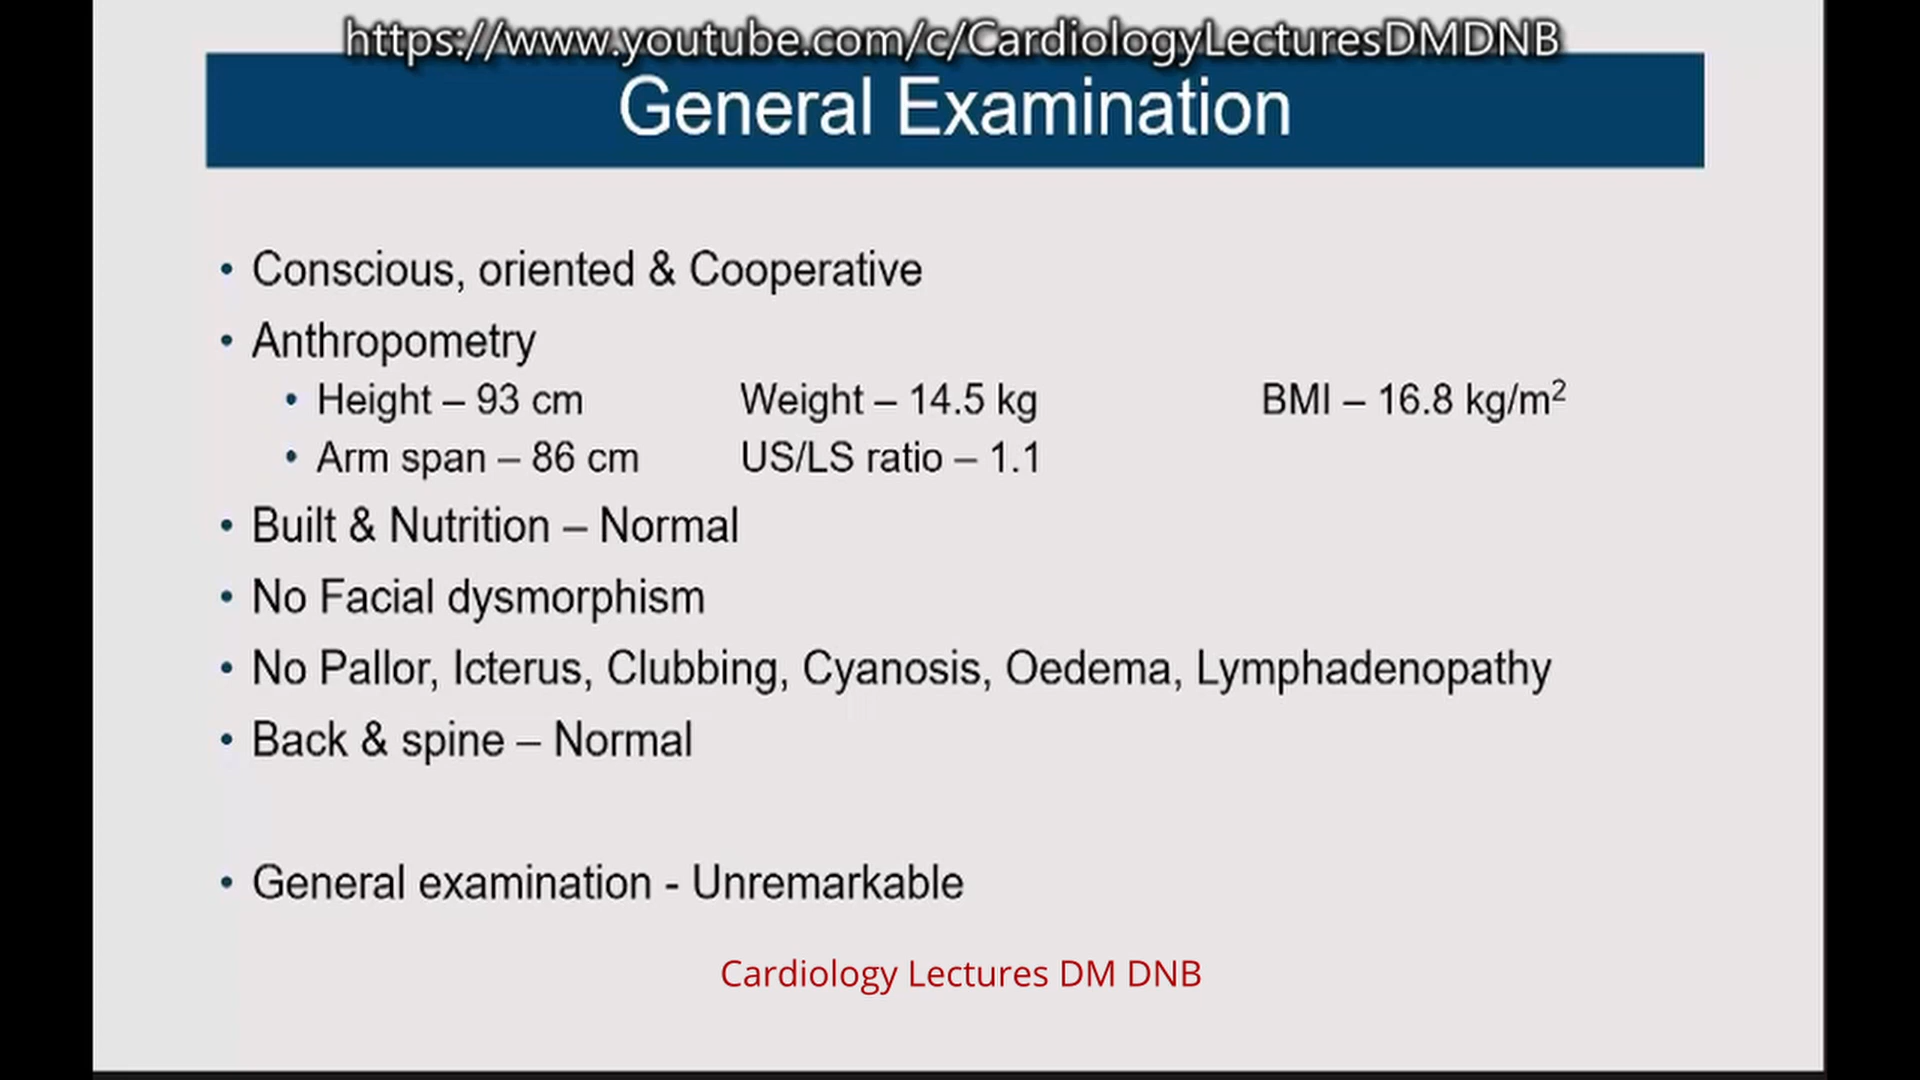 https://www.youtube.com/c/CardiologyLecturesDMDNB
General Examination
• Conscious, oriented & Cooperative
• Anthropometry
• Height – 93 cm Weight – 14.5 kg BMI – 16.8 kg/m²
• Arm span – 86 cm US/LS ratio – 1.1
• Built & Nutrition – Normal
• No Facial dysmorphism
• No Pallor, Icterus, Clubbing, Cyanosis, Oedema, Lymphadenopathy
• Back & spine – Normal
• General examination - Unremarkable
Cardiology Lectures DM DNB